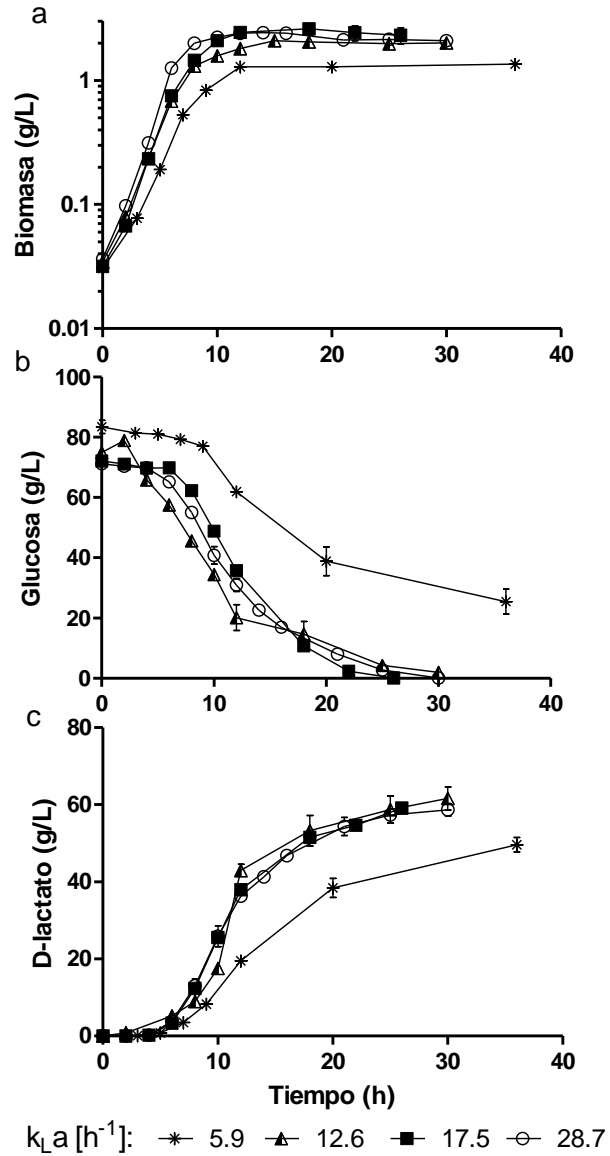 a
Biomasa (g/L)
1
0.1
0.01
0 10 20 30 40
b
Glucosa (g/L)
100
80
60
40
20
0
0 10 20 30 40
c
D-lactato (g/L)
80
60
40
20
0
0 10 20 30 40
Tiempo (h)
kLa [h-1]: 5.9 12.6 17.5 28.7